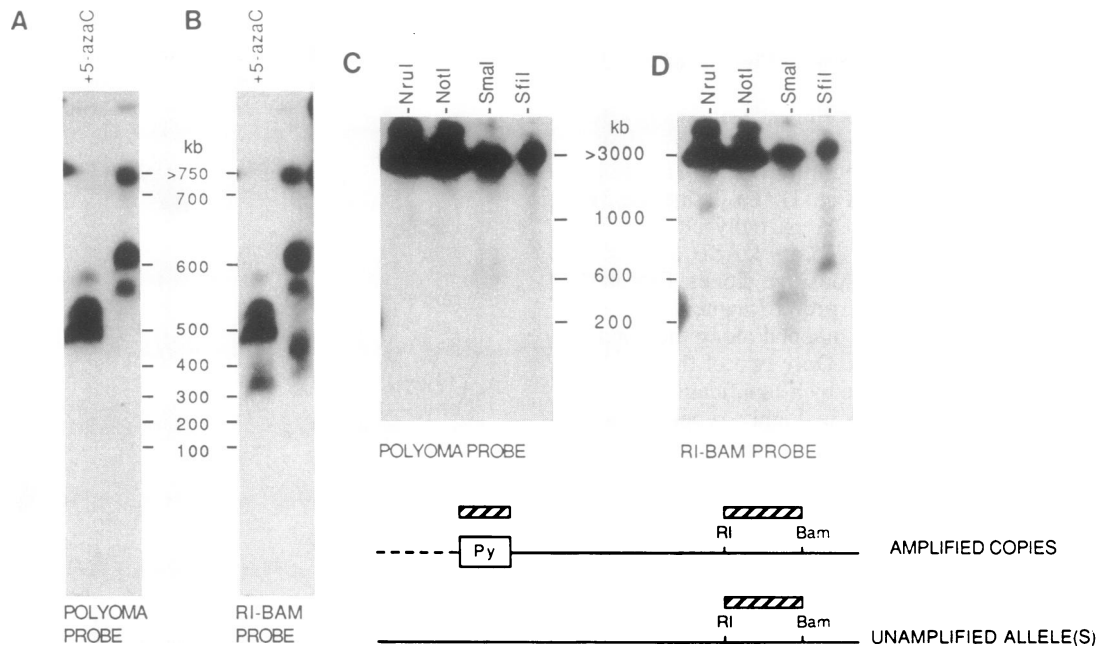 A
+5-azaC
B
+5-azaC
C
-NruI
-NotI
-SmaI
-SfiI
D
-NruI
-NotI
-SmaI
-SfiI
kb
>750
700
600
500
400
300
200
100
kb
>3000
1000
600
200
POLYOMA PROBE
RI-BAM PROBE
RI
Bam
Py
AMPLIFIED COPIES
RI
Bam
UNAMPLIFIED ALLELE(S)
POLYOMA
PROBE
RI-BAM
PROBE